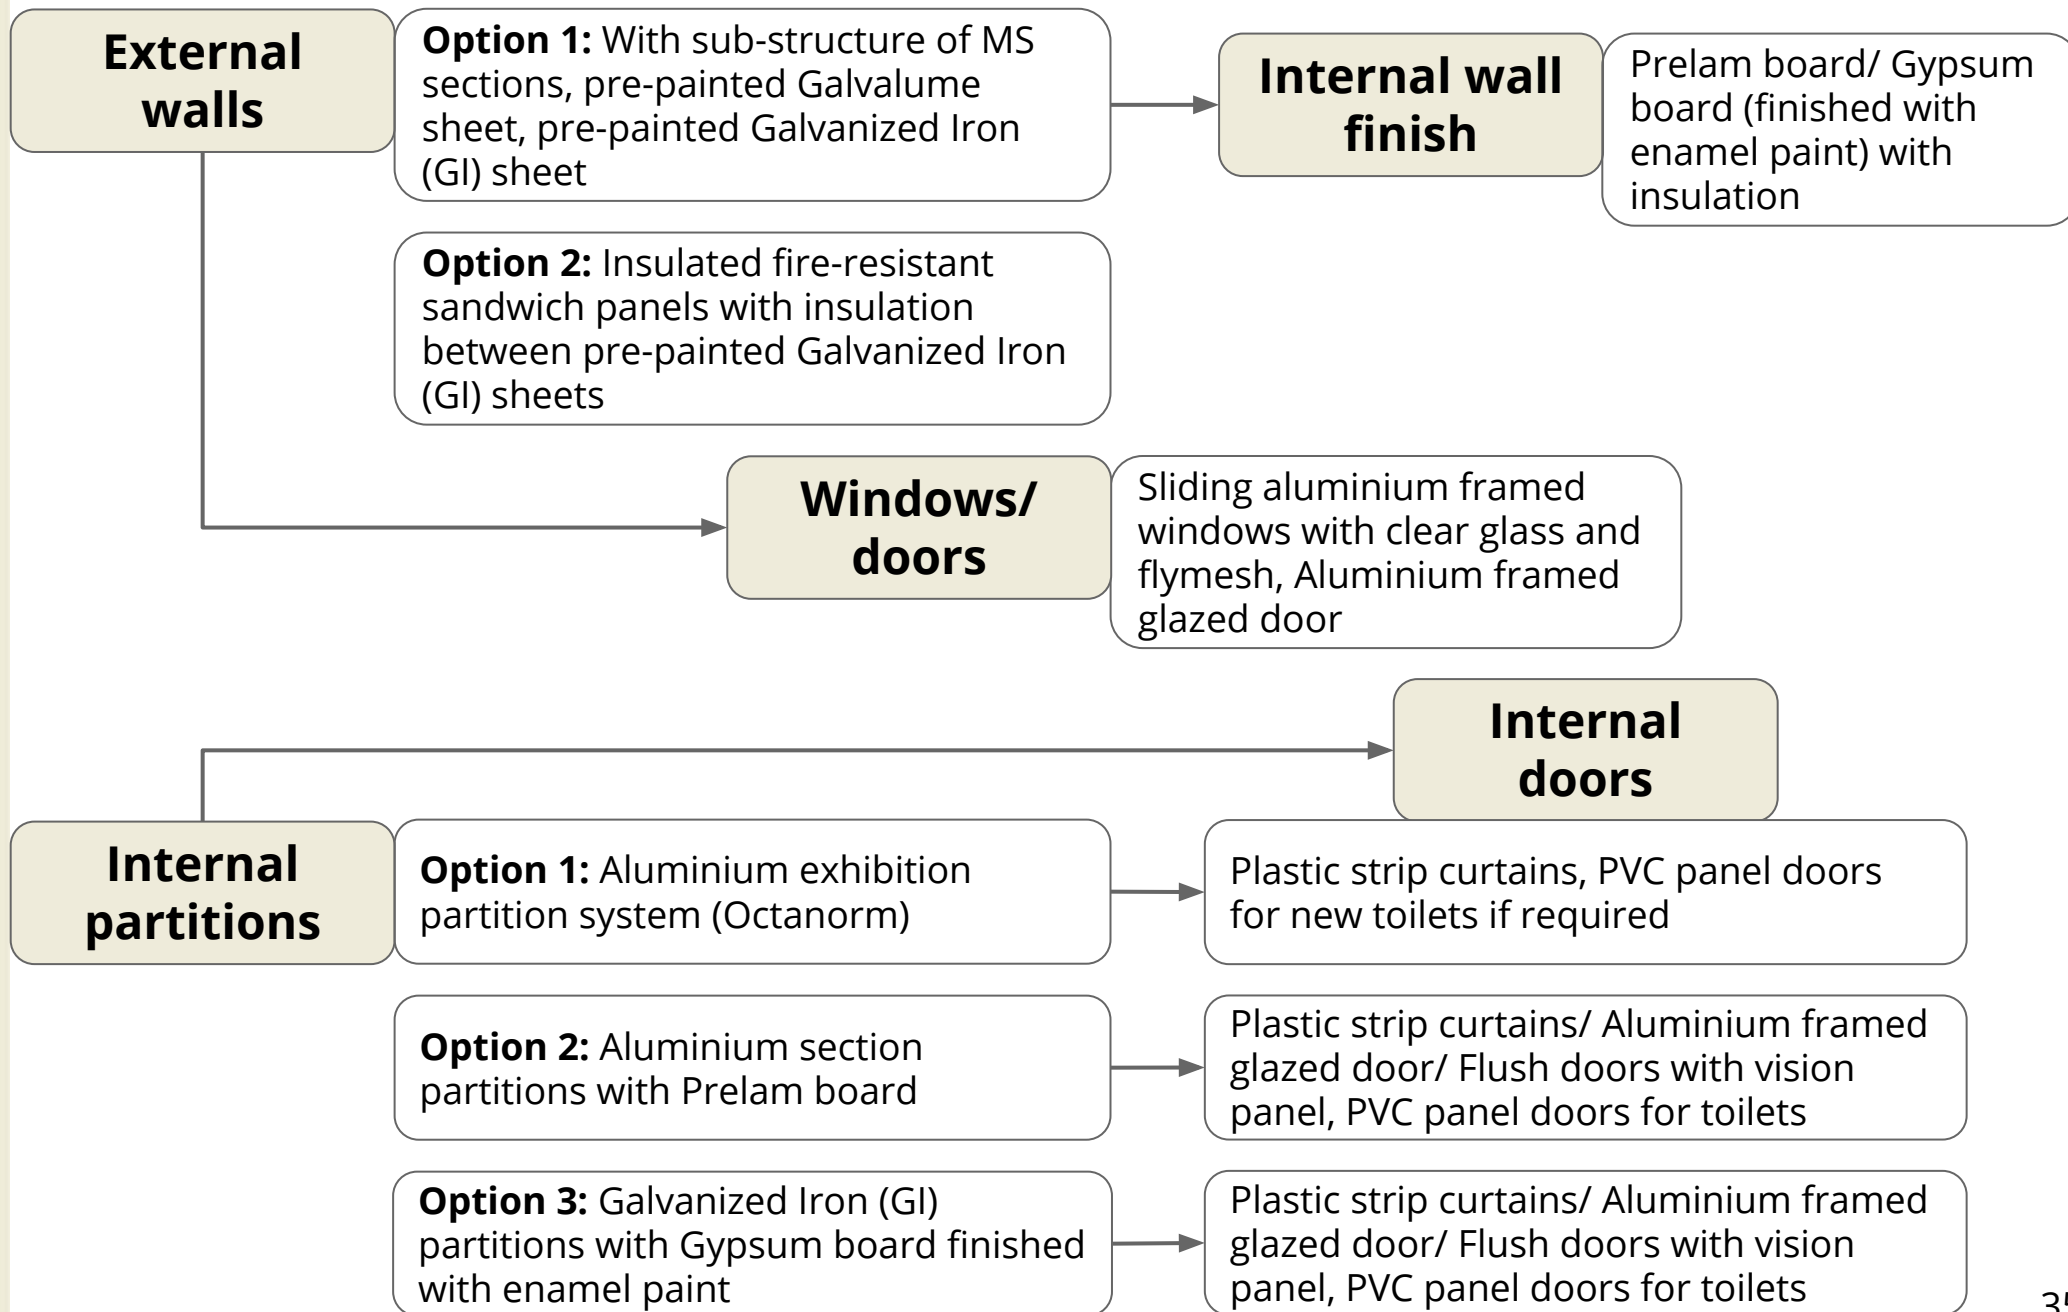 External
walls
Option 1: With sub-structure of MS
sections, pre-painted Galvalume
sheet, pre-painted Galvanized Iron
(GI) sheet
Internal wall
finish
Prelam board/ Gypsum
board (finished with
enamel paint) with
insulation
Option 2: Insulated fire-resistant
sandwich panels with insulation
between pre-painted Galvanized Iron
(GI) sheets
Windows/
doors
Sliding aluminium framed
windows with clear glass and
flymesh, Aluminium framed
glazed door
Internal
doors
Internal
partitions
Option 1: Aluminium exhibition
partition system (Octanorm)
Plastic strip curtains, PVC panel doors
for new toilets if required
Option 2: Aluminium section
partitions with Prelam board
Plastic strip curtains/ Aluminium framed
glazed door/ Flush doors with vision
panel, PVC panel doors for toilets
Option 3: Galvanized Iron (GI)
partitions with Gypsum board finished
with enamel paint
Plastic strip curtains/ Aluminium framed
glazed door/ Flush doors with vision
panel, PVC panel doors for toilets